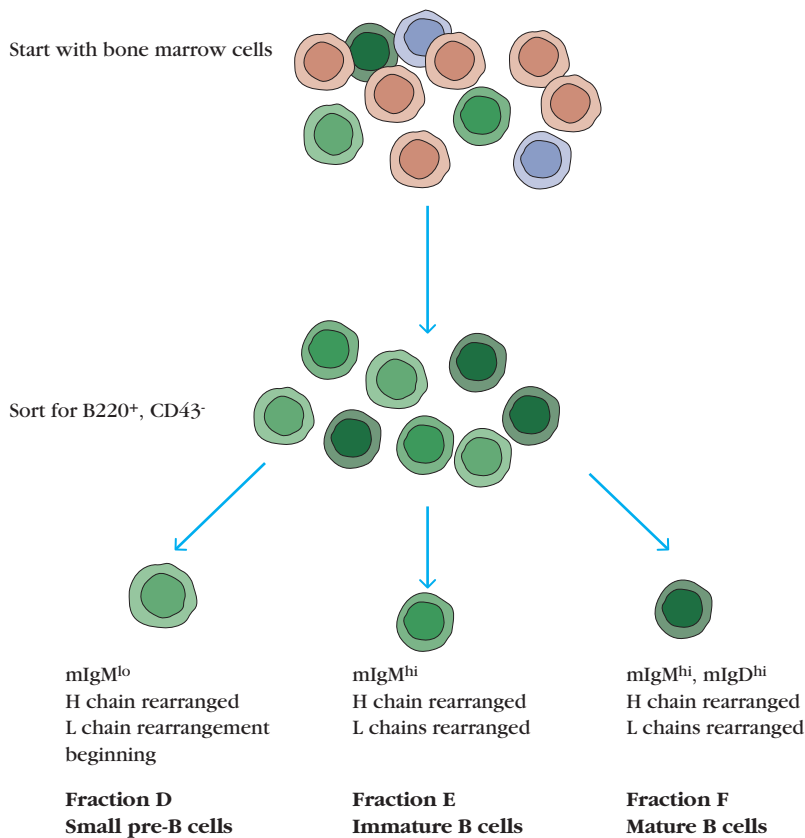 Start with bone marrow cells
Sort for B220⁺, CD43⁻
mIgMˡᵒ
H chain rearranged
L chain rearrangement
beginning
Fraction D
Small pre-B cells
mIgMʰⁱ
H chain rearranged
L chains rearranged
Fraction E
Immature B cells
mIgMʰⁱ, mIgDʰⁱ
H chain rearranged
L chains rearranged
Fraction F
Mature B cells